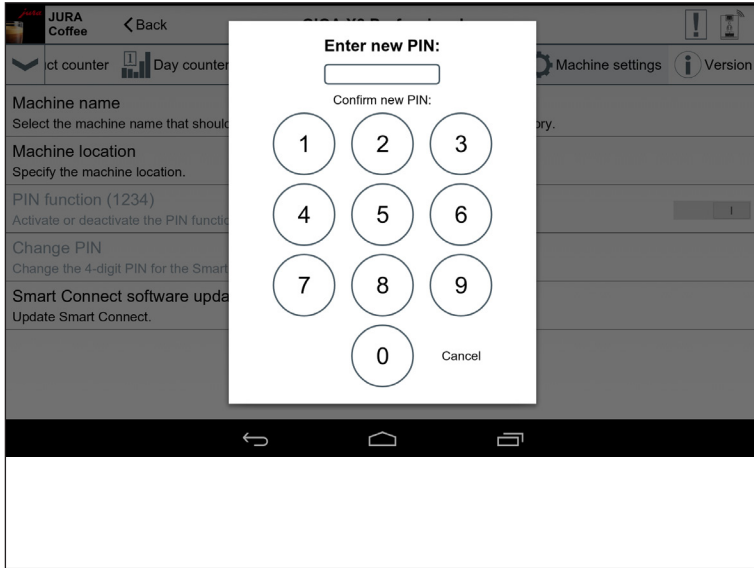 jura
JURA
Coffee
Back
Enter new PIN:
Confirm new PIN:
1 2 3
4 5 6
7 8 9
0 Cancel
ct counter
1
Day counter
Machine settings
i
Version
Machine name
Select the machine name that should
ory.
Machine location
Specify the machine location.
PIN function (1234)
Activate or deactivate the PIN functio
I
Change PIN
Change the 4-digit PIN for the Smart
Smart Connect software upda
Update Smart Connect.